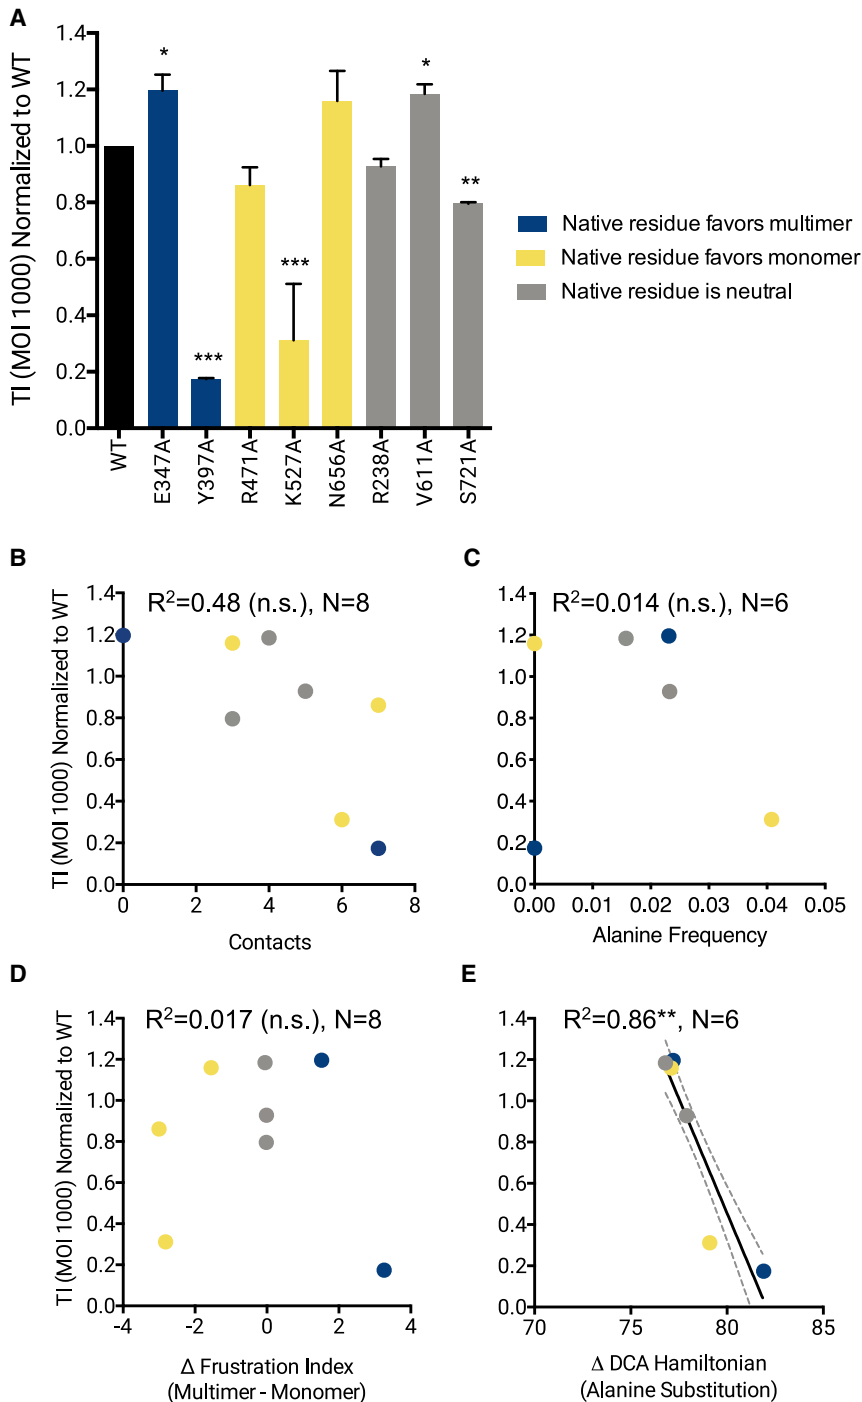 A
TI (MOI 1000) Normalized to WT
1.4
1.2
1.0
0.8
0.6
0.4
0.2
0.0
*
***
***
*
**
WT
E347A
Y397A
R471A
K527A
N656A
R238A
V611A
S721A
Native residue favors multimer
Native residue favors monomer
Native residue is neutral
B
R²=0.48 (n.s.), N=8
TI (MOI 1000) Normalized to WT
1.4
1.2
1.0
0.8
0.6
0.4
0.2
0.0
0 2 4 6 8
Contacts
C
R²=0.014 (n.s.), N=6
1.4
1.2
1.0
0.8
0.6
0.4
0.2
0.0
0.00 0.01 0.02 0.03 0.04 0.05
Alanine Frequency
D
R²=0.017 (n.s.), N=8
TI (MOI 1000) Normalized to WT
1.4
1.2
1.0
0.8
0.6
0.4
0.2
0.0
-4 -2 0 2 4
Δ Frustration Index
(Multimer - Monomer)
E
R²=0.86**, N=6
1.4
1.2
1.0
0.8
0.6
0.4
0.2
0.0
70 75 80 85
Δ DCA Hamiltonian
(Alanine Substitution)